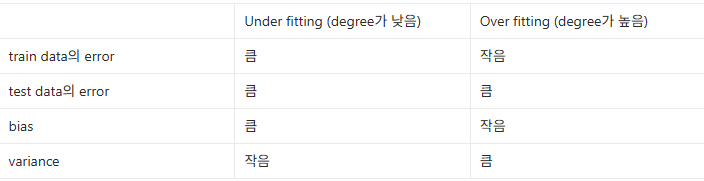 Under fitting (degree가 낮음) Over fitting (degree가 높음)
train data의 error 큼 작음
test data의 error 큼 큼
bias 큼 작음
variance 작음 큼